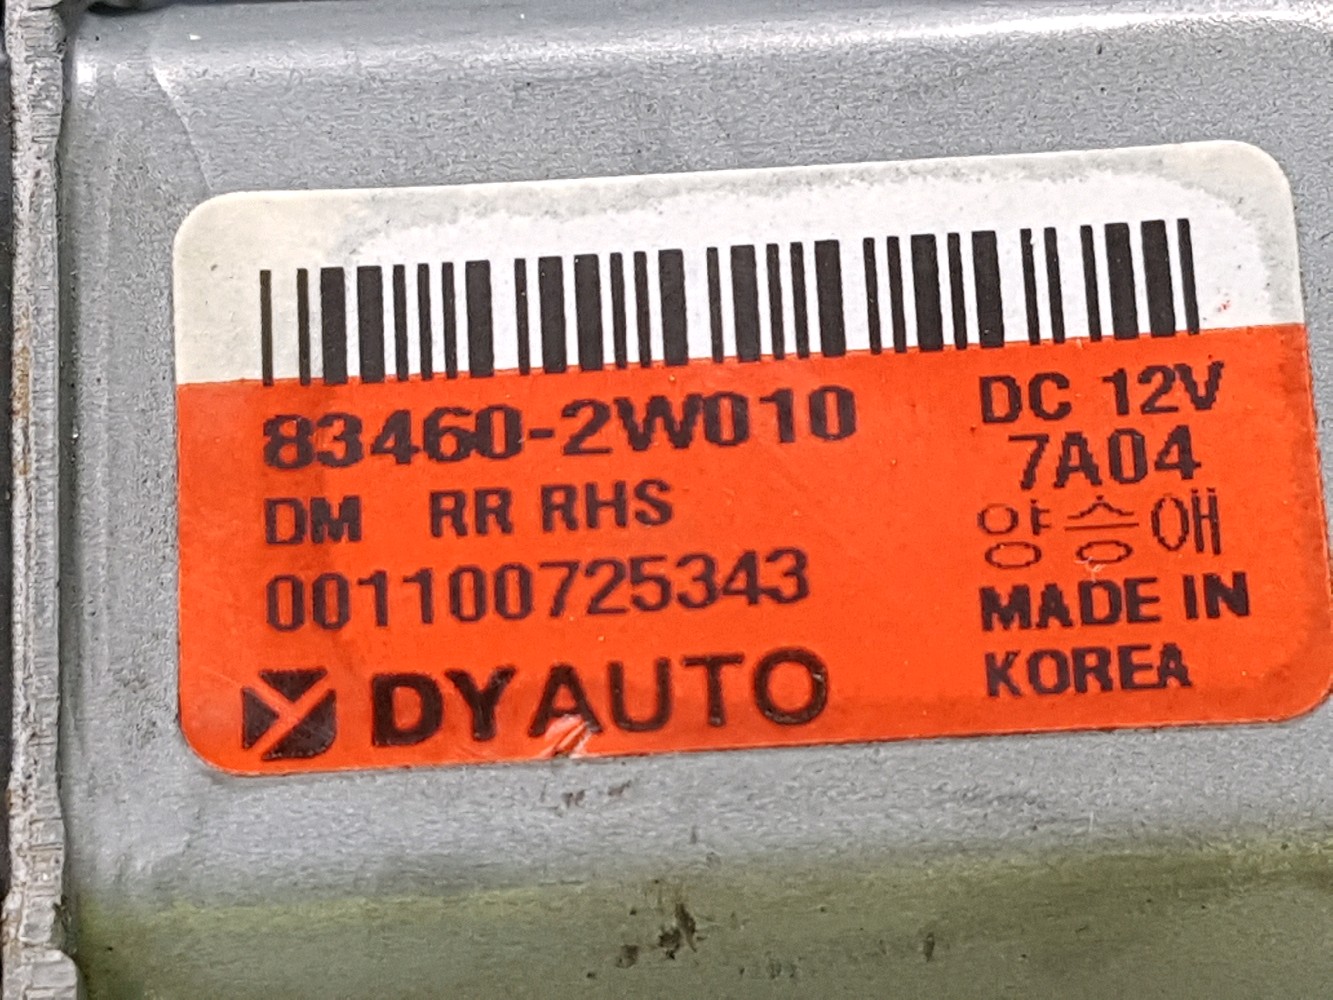 83460-2W010
DM RR RHS
001100725343
DYAUTO
DC 12V
7A04
양승애
MADE IN
KOREA